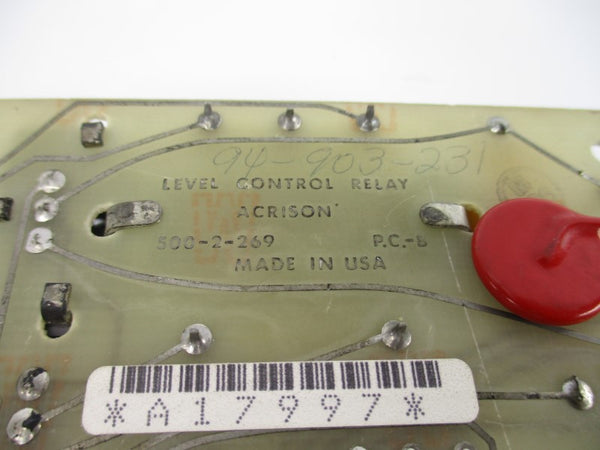 94-903-231
LEVEL CONTROL RELAY
ACRISON
500-2-269 P.C.-B
MADE IN USA
*A17997*